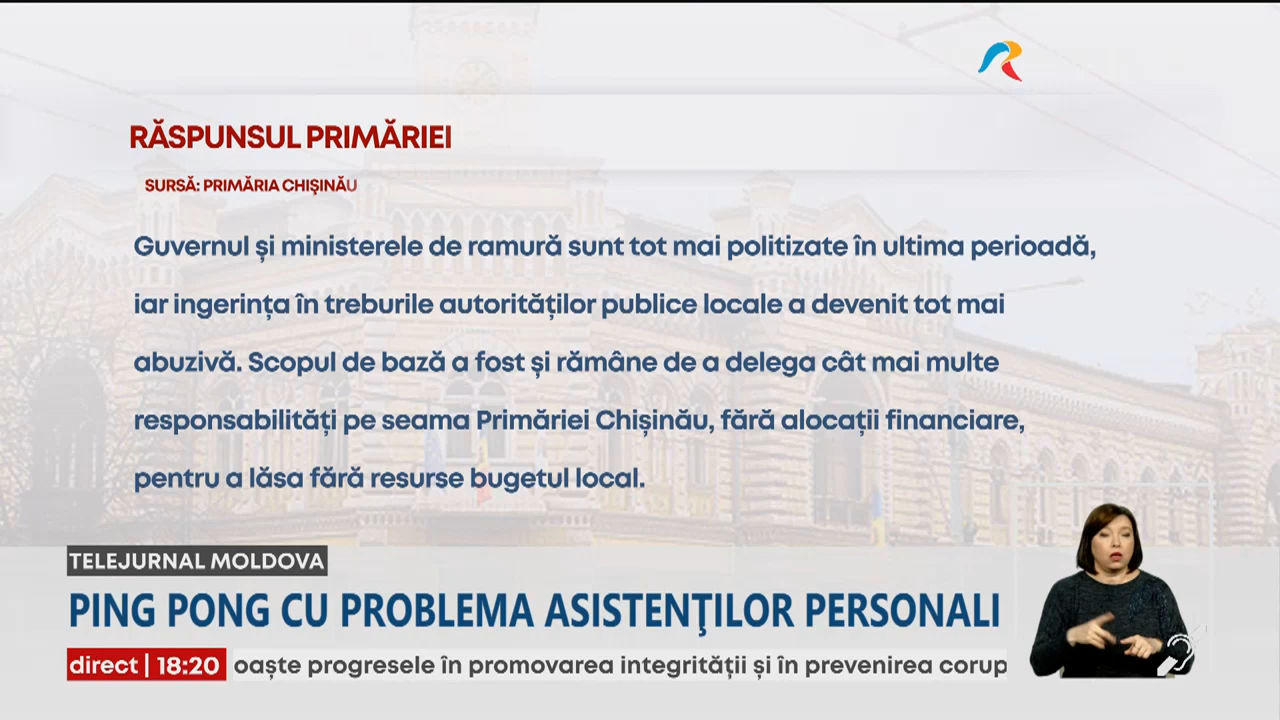 RĂSPUNSUL PRIMĂRIEI
SURSĂ: PRIMĂRIA CHIŞINĂU
Guvernul și ministerele de ramură sunt tot mai politizate în ultima perioadă,
iar ingerința în treburile autorităților publice locale a devenit tot mai
abuzivă. Scopul de bază a fost și rămâne de a delega cât mai multe
responsabilități pe seama Primăriei Chișinău, fără alocații financiare,
pentru a lăsa fără resurse bugetul local.
TELEJURNAL MOLDOVA
PING PONG CU PROBLEMA ASISTENŢILOR PERSONALI
direct | 18:20 oaște progresele în promovarea integrității și în prevenirea corup